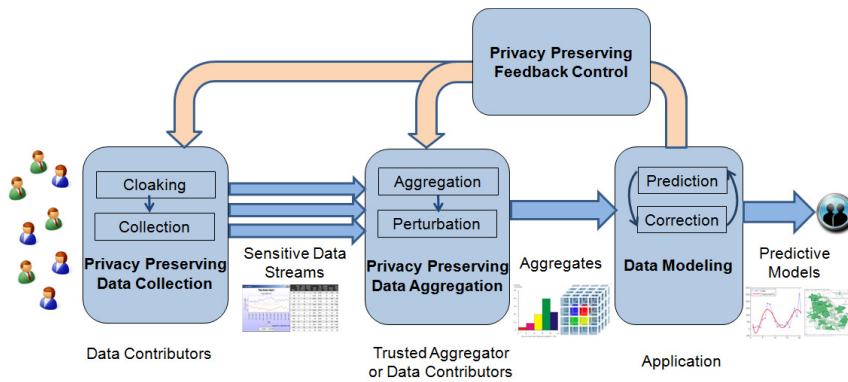 Privacy Preserving
Feedback Control
Cloaking
Collection
Privacy Preserving
Data Collection
Sensitive Data
Streams
Aggregation
Perturbation
Privacy Preserving
Data Aggregation
Aggregates
Prediction
Correction
Data Modeling
Predictive
Models
Data Contributors
Trusted Aggregator
or Data Contributors
Application